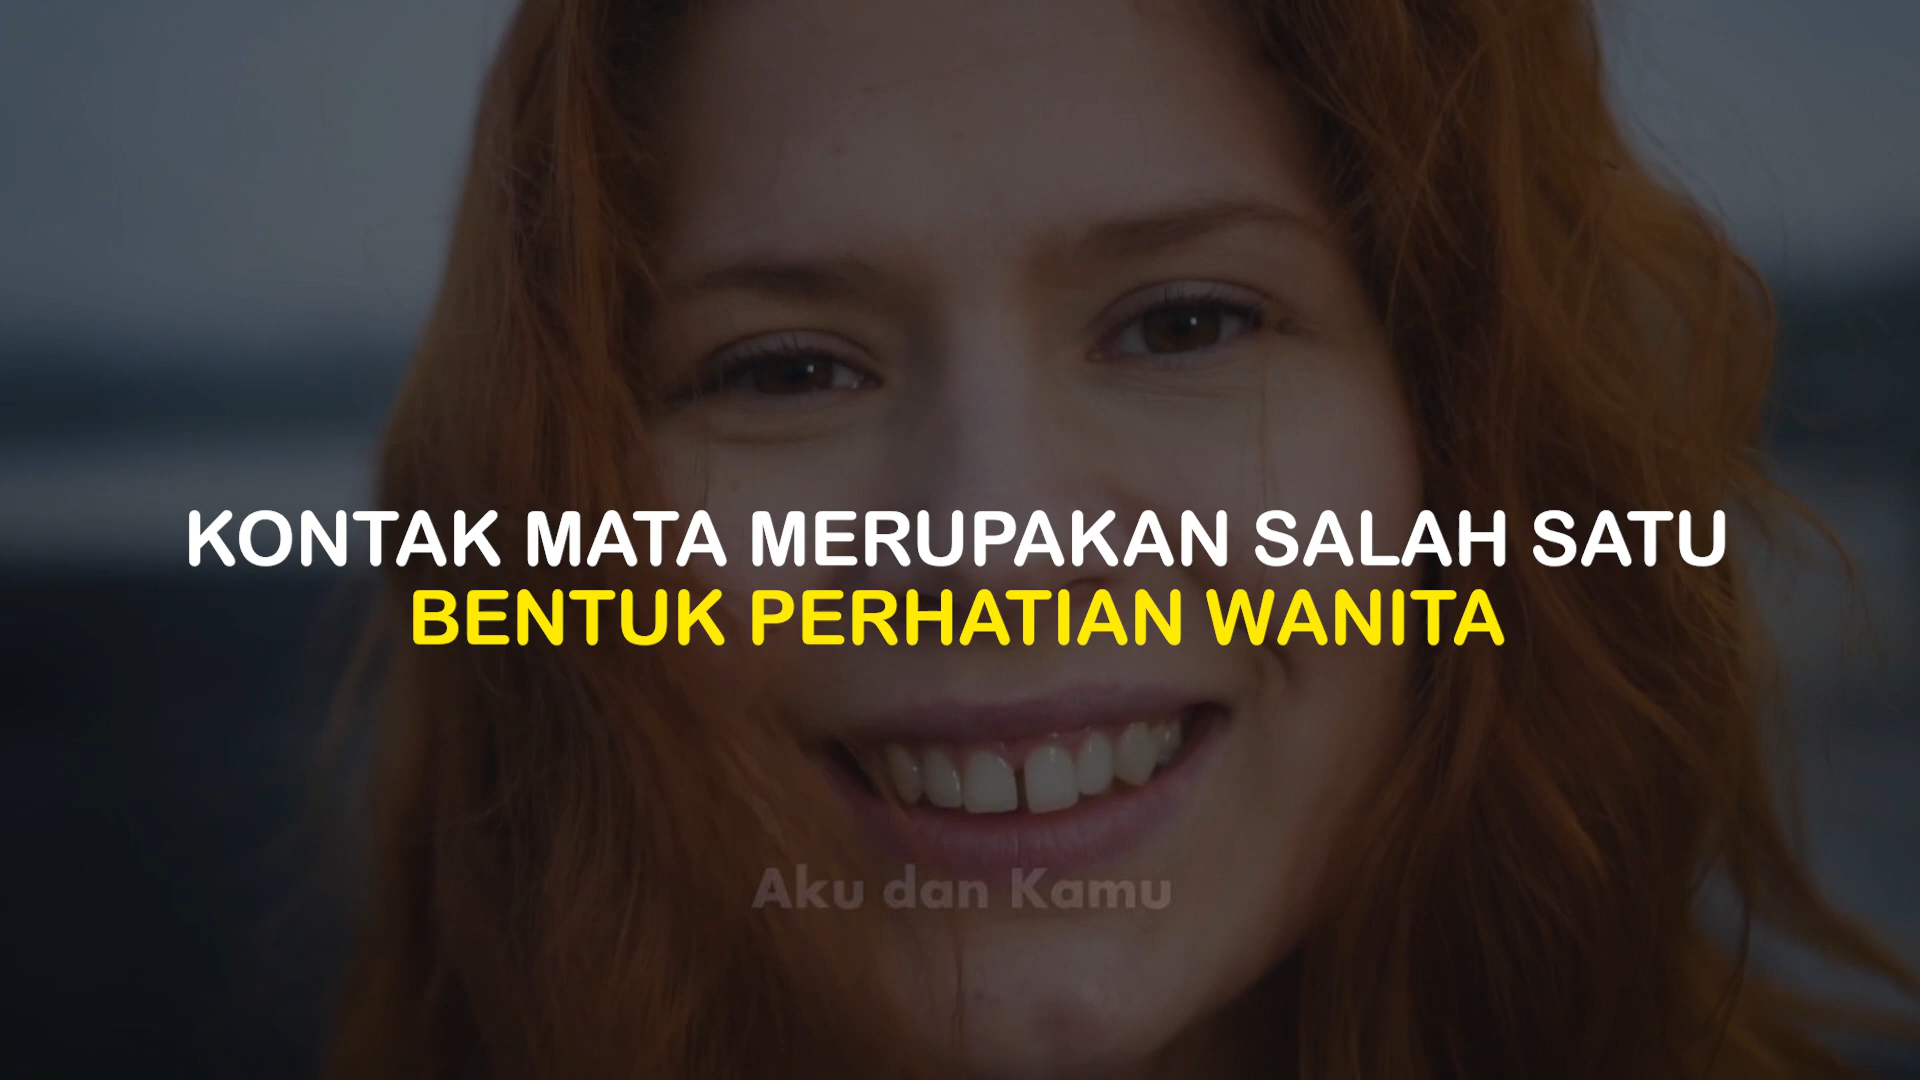 KONTAK MATA MERUPAKAN SALAH SATU
BENTUK PERHATIAN WANITA
Aku dan Kamu